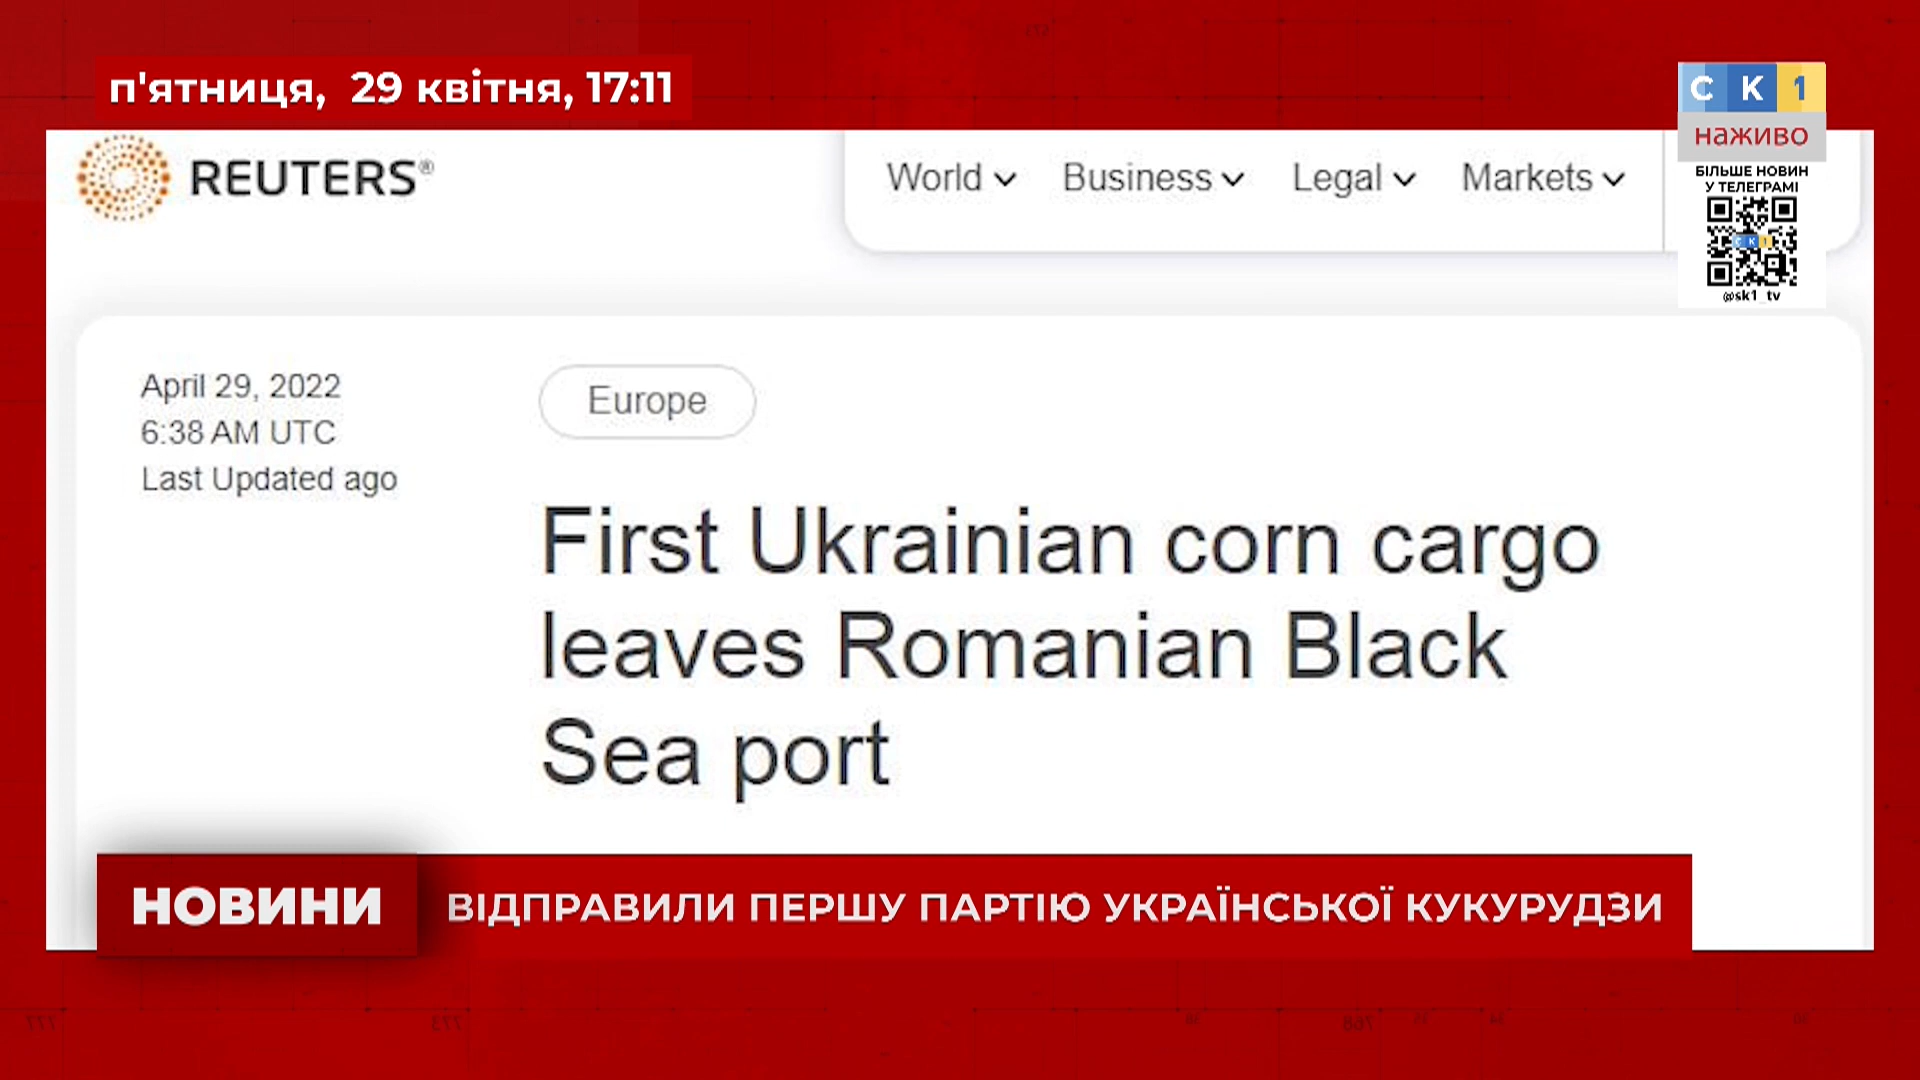 п'ятниця, 29 квітня, 17:11
СК1
наживо
БІЛЬШЕ НОВИН
У ТЕЛЕГРАМІ
СК1
@sk1_tv
REUTERS®
World Business Legal Markets
April 29, 2022
6:38 AM UTC
Last Updated ago
Europe
First Ukrainian corn cargo
leaves Romanian Black
Sea port
НОВИНИ
ВІДПРАВИЛИ ПЕРШУ ПАРТІЮ УКРАЇНСЬКОЇ КУКУРУДЗИ